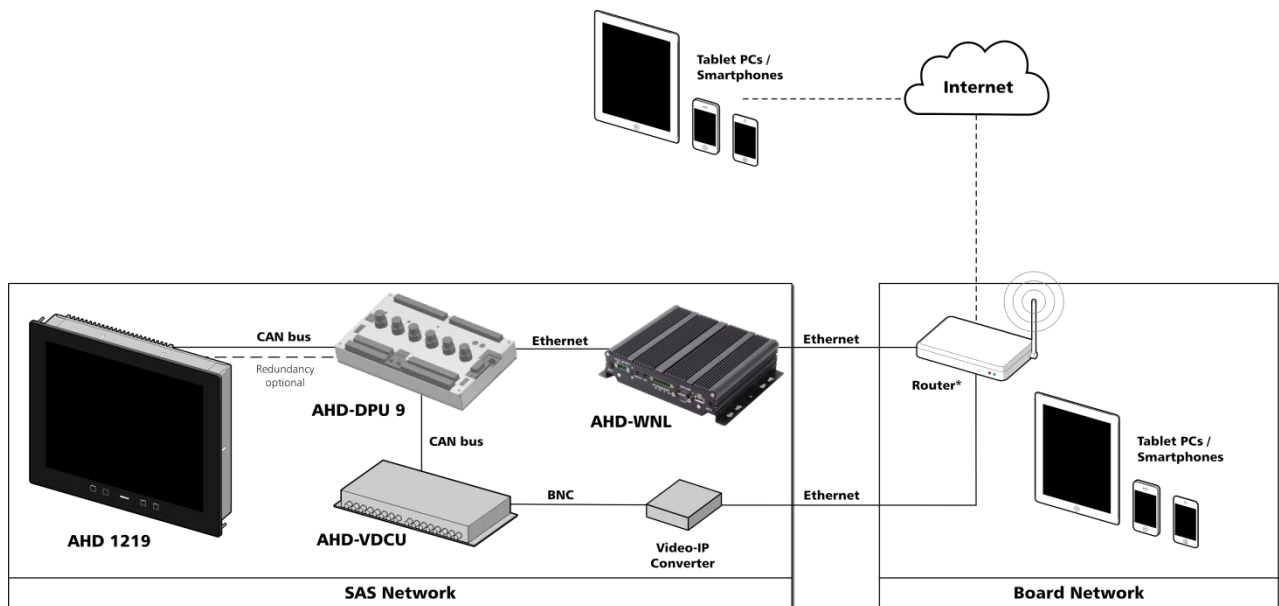 Tablet PCs /
Smartphones
Internet
CAN bus
Redundancy
optional
AHD-DPU 9
Ethernet
AHD-WNL
Ethernet
Router*
CAN bus
Tablet PCs /
Smartphones
AHD 1219
AHD-VDCU
BNC
Video-IP
Converter
Ethernet
SAS Network
Board Network